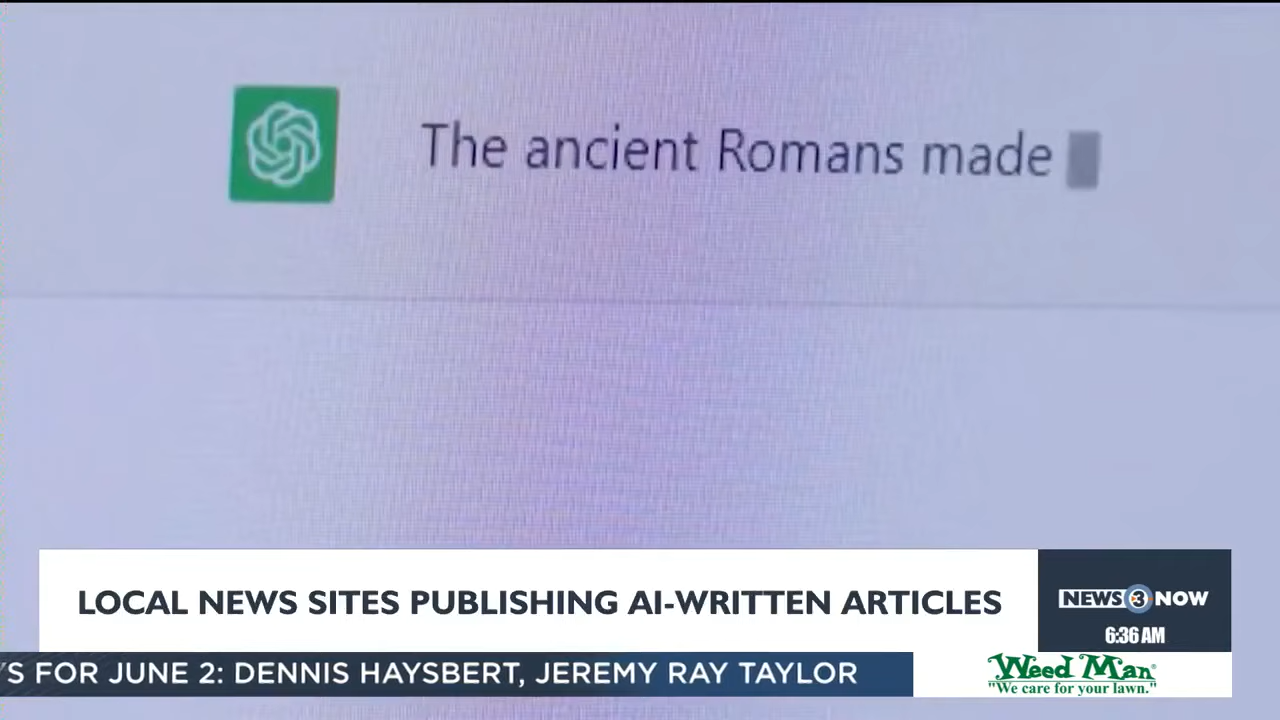 The ancient Romans made
LOCAL NEWS SITES PUBLISHING AI-WRITTEN ARTICLES
NEWS 3 NOW
6:36 AM
'S FOR JUNE 2: DENNIS HAYSBERT, JEREMY RAY TAYLOR
Weed Man®
"We care for your lawn."